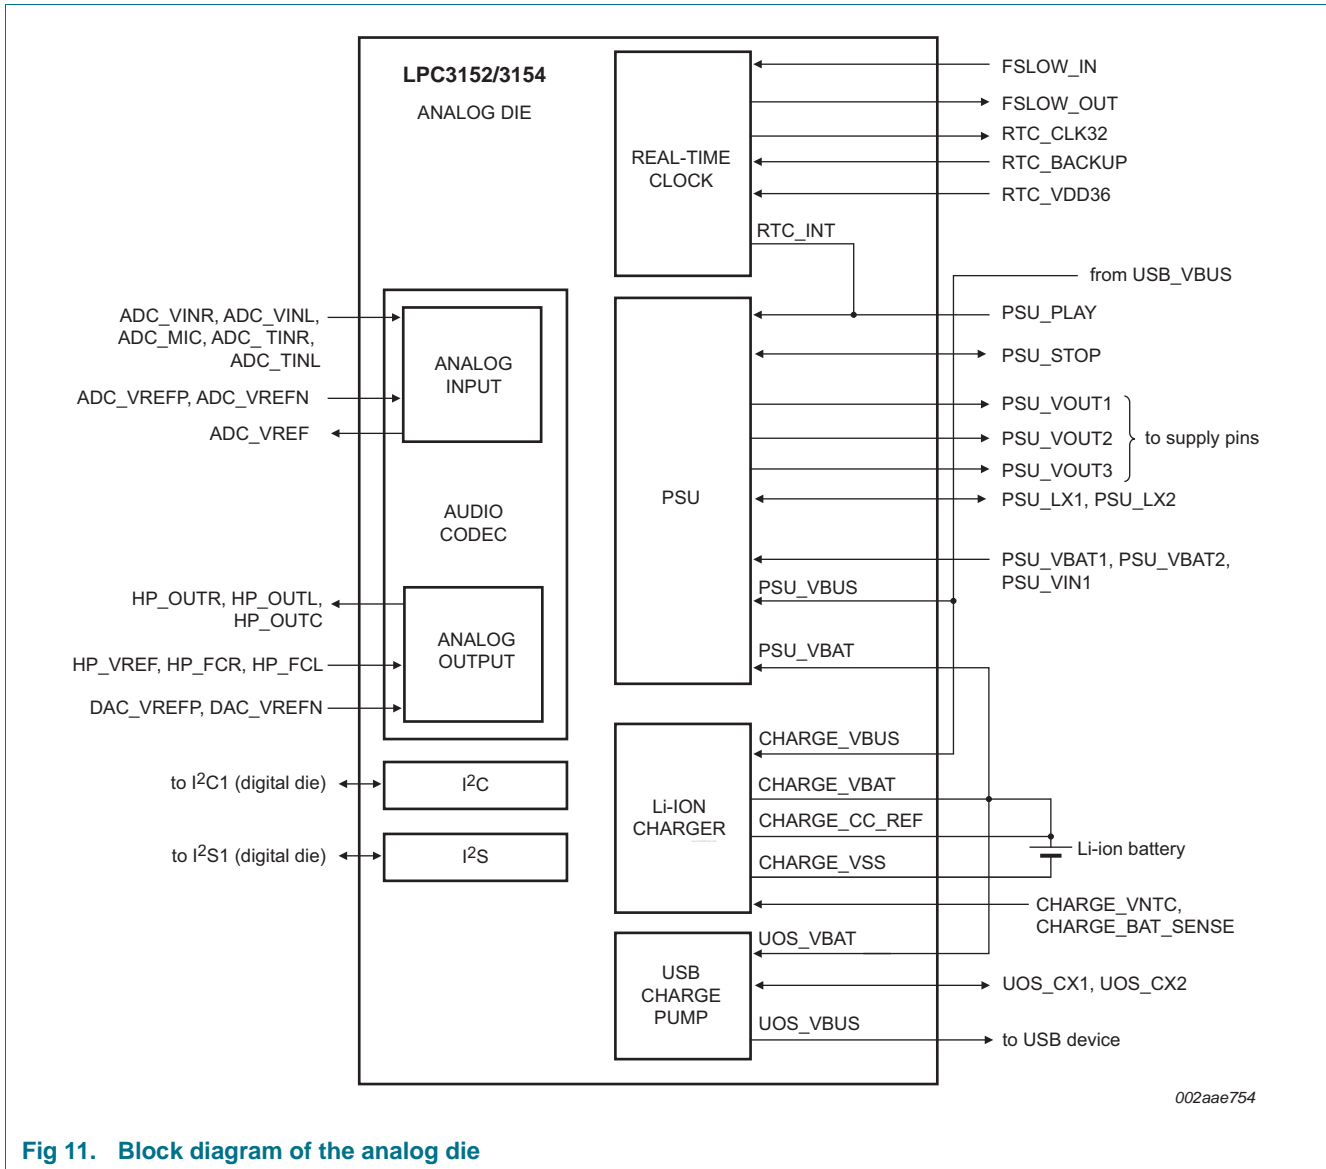 LPC3152/3154
ANALOG DIE
REAL-TIME
CLOCK
FSLOW_IN
FSLOW_OUT
RTC_CLK32
RTC_BACKUP
RTC_VDD36
RTC_INT
from USB_VBUS
ADC_VINR, ADC_VINL,
ADC_MIC, ADC_ TINR,
ADC_TINL
ADC_VREFP, ADC_VREFN
ADC_VREF
ANALOG
INPUT
AUDIO
CODEC
HP_OUTR, HP_OUTL,
HP_OUTC
HP_VREF, HP_FCR, HP_FCL
DAC_VREFP, DAC_VREFN
ANALOG
OUTPUT
PSU
PSU_PLAY
PSU_STOP
PSU_VOUT1
PSU_VOUT2
PSU_VOUT3
to supply pins
PSU_LX1, PSU_LX2
PSU_VBAT1, PSU_VBAT2,
PSU_VIN1
PSU_VBUS
PSU_VBAT
to I2C1 (digital die)
I2C
to I2S1 (digital die)
I2S
Li-ION
CHARGER
CHARGE_VBUS
CHARGE_VBAT
CHARGE_CC_REF
CHARGE_VSS
Li-ion battery
CHARGE_VNTC,
CHARGE_BAT_SENSE
USB
CHARGE
PUMP
UOS_VBAT
UOS_CX1, UOS_CX2
UOS_VBUS
to USB device
002aae754
Fig 11. Block diagram of the analog die